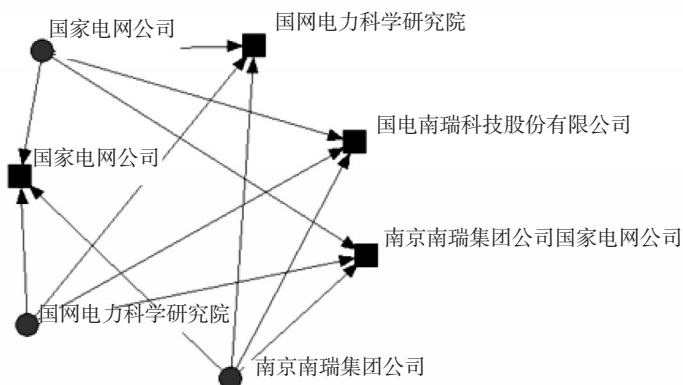 国家电网公司
国网电力科学研究院
国电南瑞科技股份有限公司
国家电网公司
南京南瑞集团公司国家电网公司
国网电力科学研究院
南京南瑞集团公司